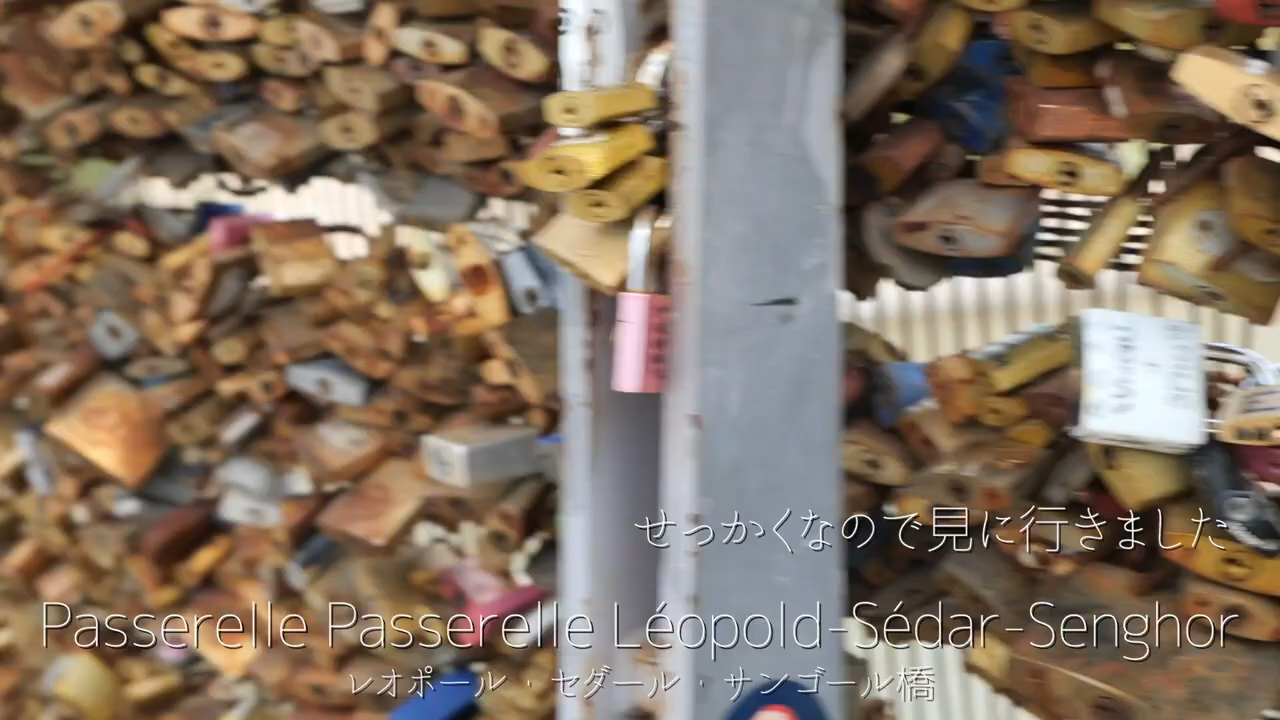 せっかくなので見に行きました
Passerelle Passerelle Léopold-Sédar-Senghor
レオポール・セダール・サンゴール橋